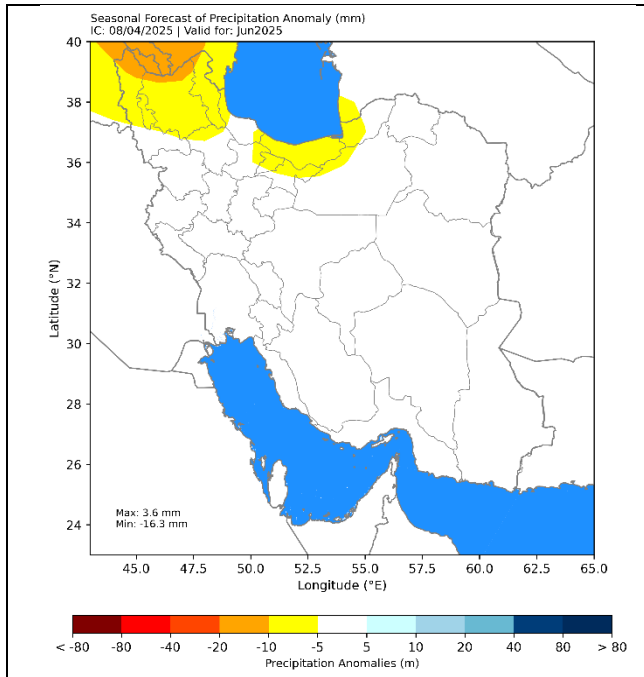 Seasonal Forecast of Precipitation Anomaly (mm)
IC: 08/04/2025 | Valid for: Jun2025
40
38
36
34
32
30
28
26
24
Latitude (°N)
Max: 3.6 mm
Min: -16.3 mm
45.0 47.5 50.0 52.5 55.0 57.5 60.0 62.5 65.0
Longitude (°E)
< -80 -80 -40 -20 -10 -5 5 10 20 40 80 > 80
Precipitation Anomalies (m)